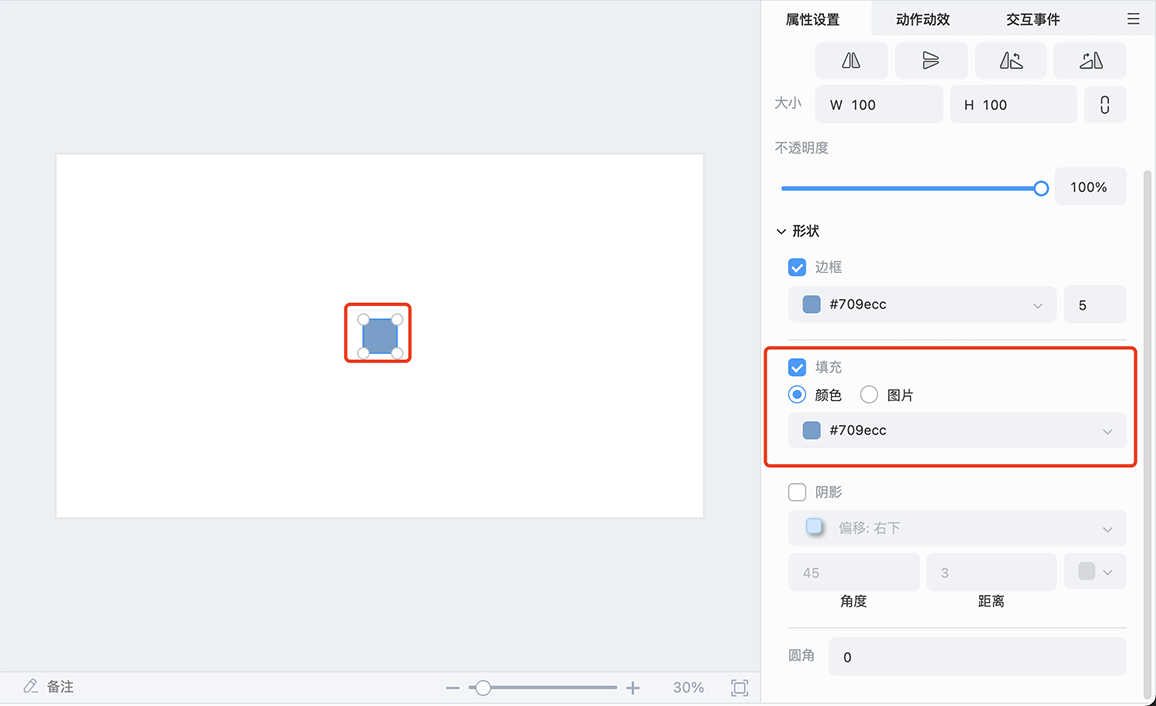 属性设置 动作动效 交互事件
大小 W 100 H 100
不透明度
100%
形状
边框
#709ecc 5
填充
颜色 图片
#709ecc
阴影
偏移: 右下
45 3
角度 距离
圆角 0
备注 30%